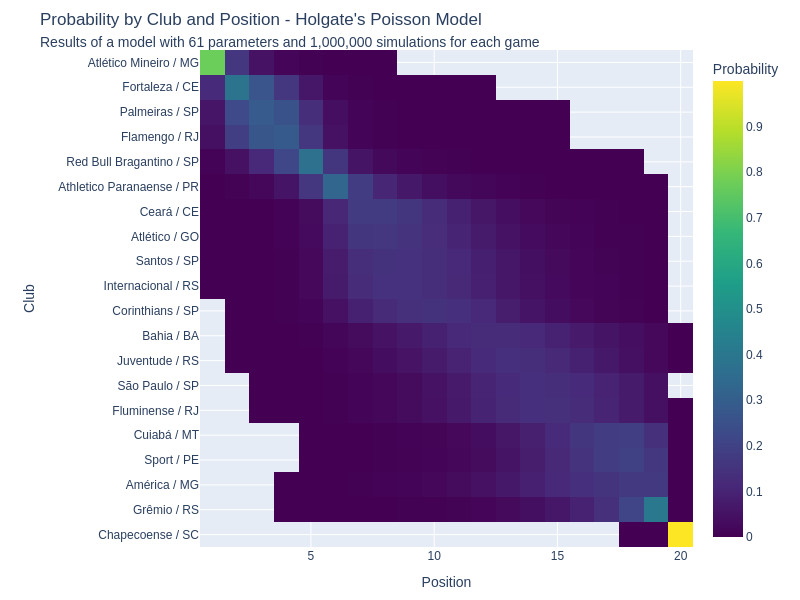 Probability by Club and Position - Holgate's Poisson Model
Results of a model with 61 parameters and 1,000,000 simulations for each game
Probability
Atlético Mineiro / MG
Fortaleza / CE
Palmeiras / SP
Flamengo / RJ
Red Bull Bragantino / SP
Athletico Paranaense / PR
Ceará / CE
Atlético / GO
Santos / SP
Internacional / RS
Corinthians / SP
Bahia / BA
Juventude / RS
São Paulo / SP
Fluminense / RJ
Cuiabá / MT
Sport / PE
América / MG
Grêmio / RS
Chapecoense / SC
Club
5
10
15
20
Position
0.9
0.8
0.7
0.6
0.5
0.4
0.3
0.2
0.1
0